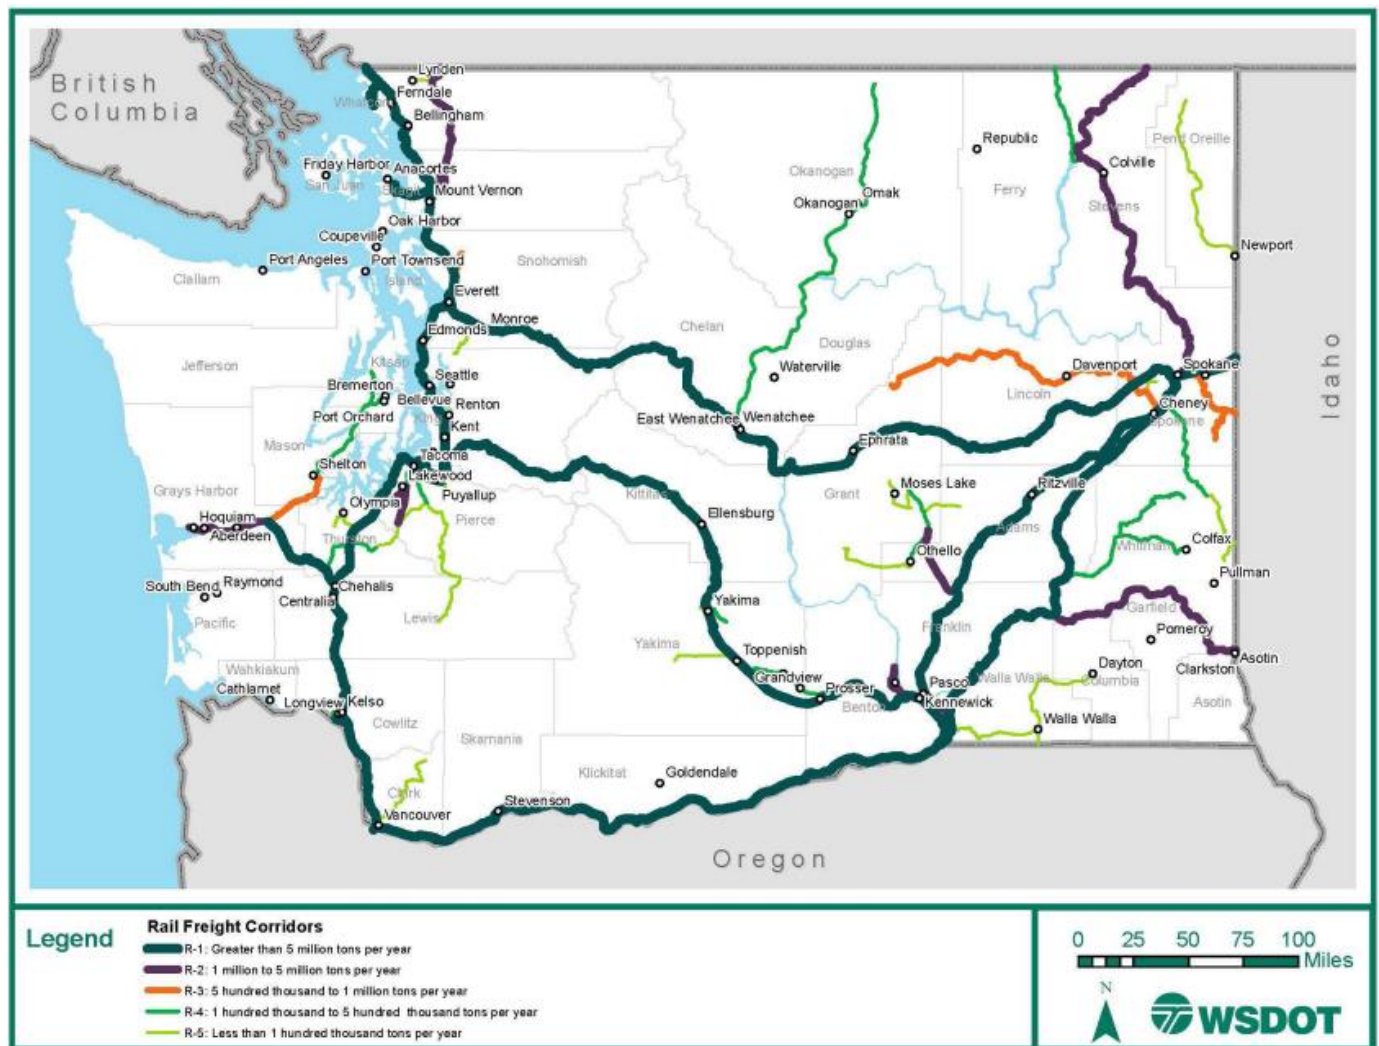 British
Columbia
Lynden
Ferndale
Whatcom
Bellingham
Republic
Pend Oreille
Friday Harbor
Anacortes
Colville
San Juan
Skagit
Mount Vernon
Okanogan
Ferry
Omak
Okanogan
Stevens
Oak Harbor
Coupeville
Newport
Port Angeles
Port Townsend
Snohomish
Clallam
Island
Everett
Monroe
Chelan
Edmonds
Douglas
Jefferson
Kitsap
Waterville
Davenport
Spokane
Seattle
Bremerton
Lincoln
Idaho
Bellevue
Renton
Cheney
Port Orchard
King
East Wenatchee
Wenatchee
Spokane
Kent
Ephrata
Mason
Tacoma
Shelton
Lakewood
Moses Lake
Ritzville
Grays Harbor
Kittitas
Grant
Puyallup
Olympia
Hoquiam
Pierce
Ellensburg
Adams
Aberdeen
Thurston
Othello
Whitman
Colfax
Pullman
South Bend
Raymond
Chehalis
Centralia
Yakima
Garfield
Pacific
Lewis
Franklin
Pomeroy
Yakima
Toppenish
Asotin
Wahkiakum
Dayton
Clarkston
Grandview
Walla Walla
Columbia
Cathlamet
Prosser
Pasco
Longview
Kelso
Benton
Kennewick
Asotin
Cowlitz
Walla Walla
Skamania
Klickitat
Goldendale
Clark
Stevenson
Vancouver
Oregon
Legend
Rail Freight Corridors
R-1: Greater than 5 million tons per year
R-2: 1 million to 5 million tons per year
R-3: 5 hundred thousand to 1 million tons per year
R-4: 1 hundred thousand to 5 hundred thousand tons per year
R-5: Less than 1 hundred thousand tons per year
0 25 50 75 100
Miles
N
WSDOT